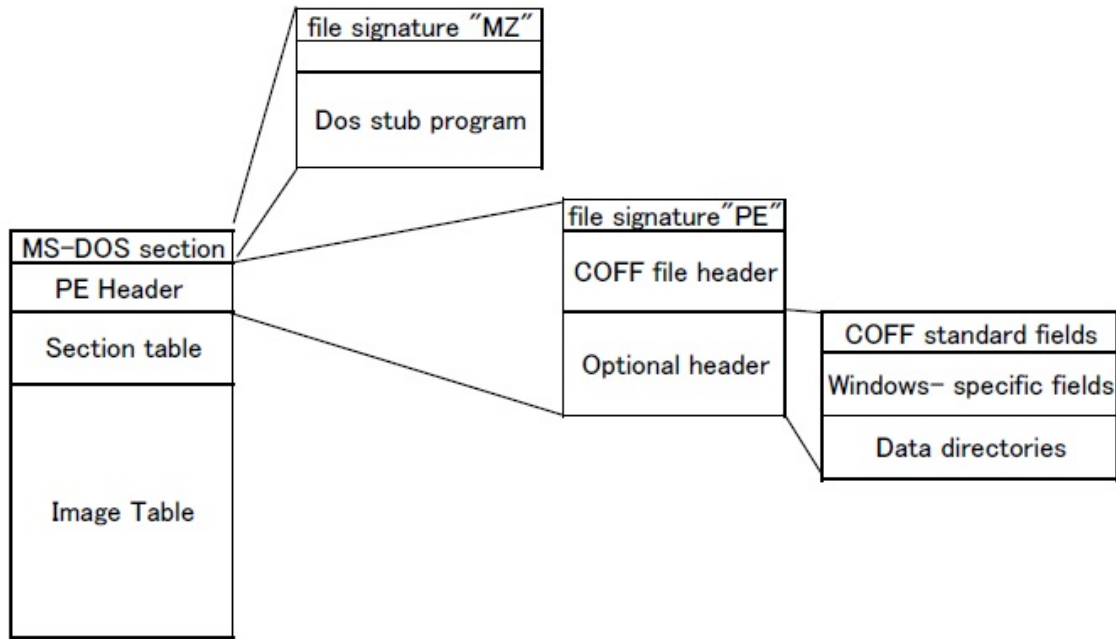 file signature "MZ"
Dos stub program
MS-DOS section
PE Header
Section table
Image Table
file signature"PE"
COFF file header
Optional header
COFF standard fields
Windows- specific fields
Data directories